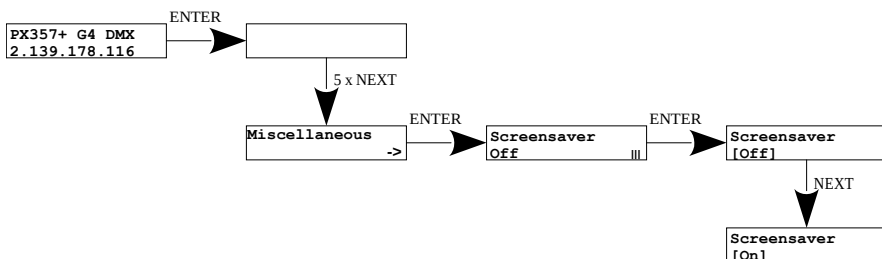 ENTER
PX357+ G4 DMX
2.139.178.116
5 x NEXT
Miscellaneous
->
ENTER
Screensaver
Off
ENTER
Screensaver
[Off]
NEXT
Screensaver
[On]